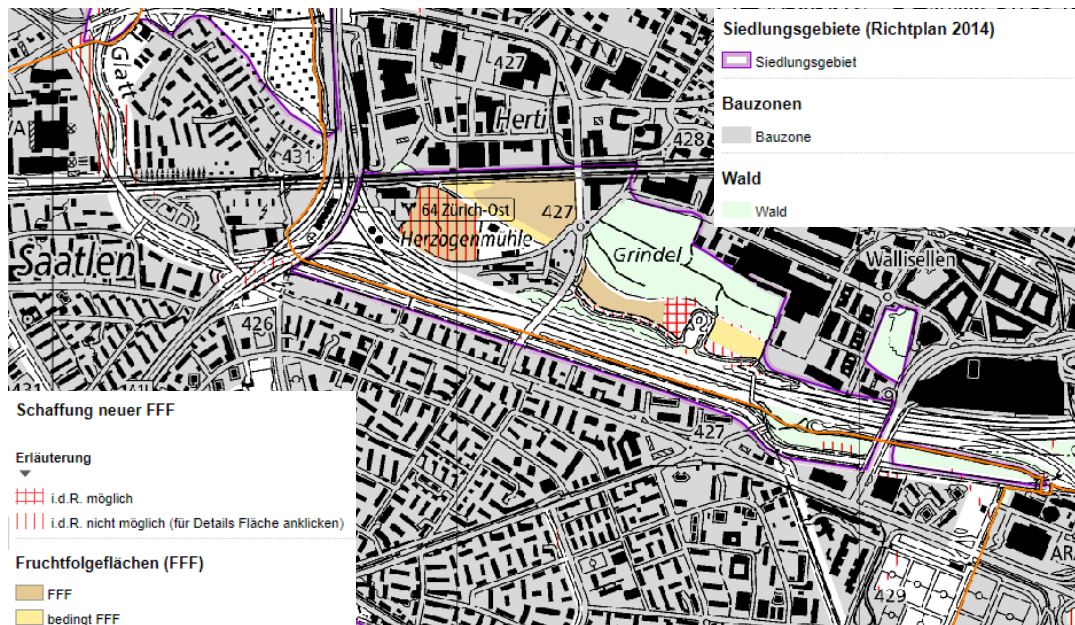 Siedlungsgebiete (Richtplan 2014)
Siedlungsgebiet
Bauzonen
Bauzone
Wald
Wald
Glatt
427
Herti
428
431
64 Zürich-Ost
427
Herzogenmühle
Grindel
Saatlen
Wallisellen
426
427
429
Schaffung neuer FFF
Erläuterung
i.d.R. möglich
i.d.R. nicht möglich (für Details Fläche anklicken)
Fruchtfolgeflächen (FFF)
FFF
bedingt FFF